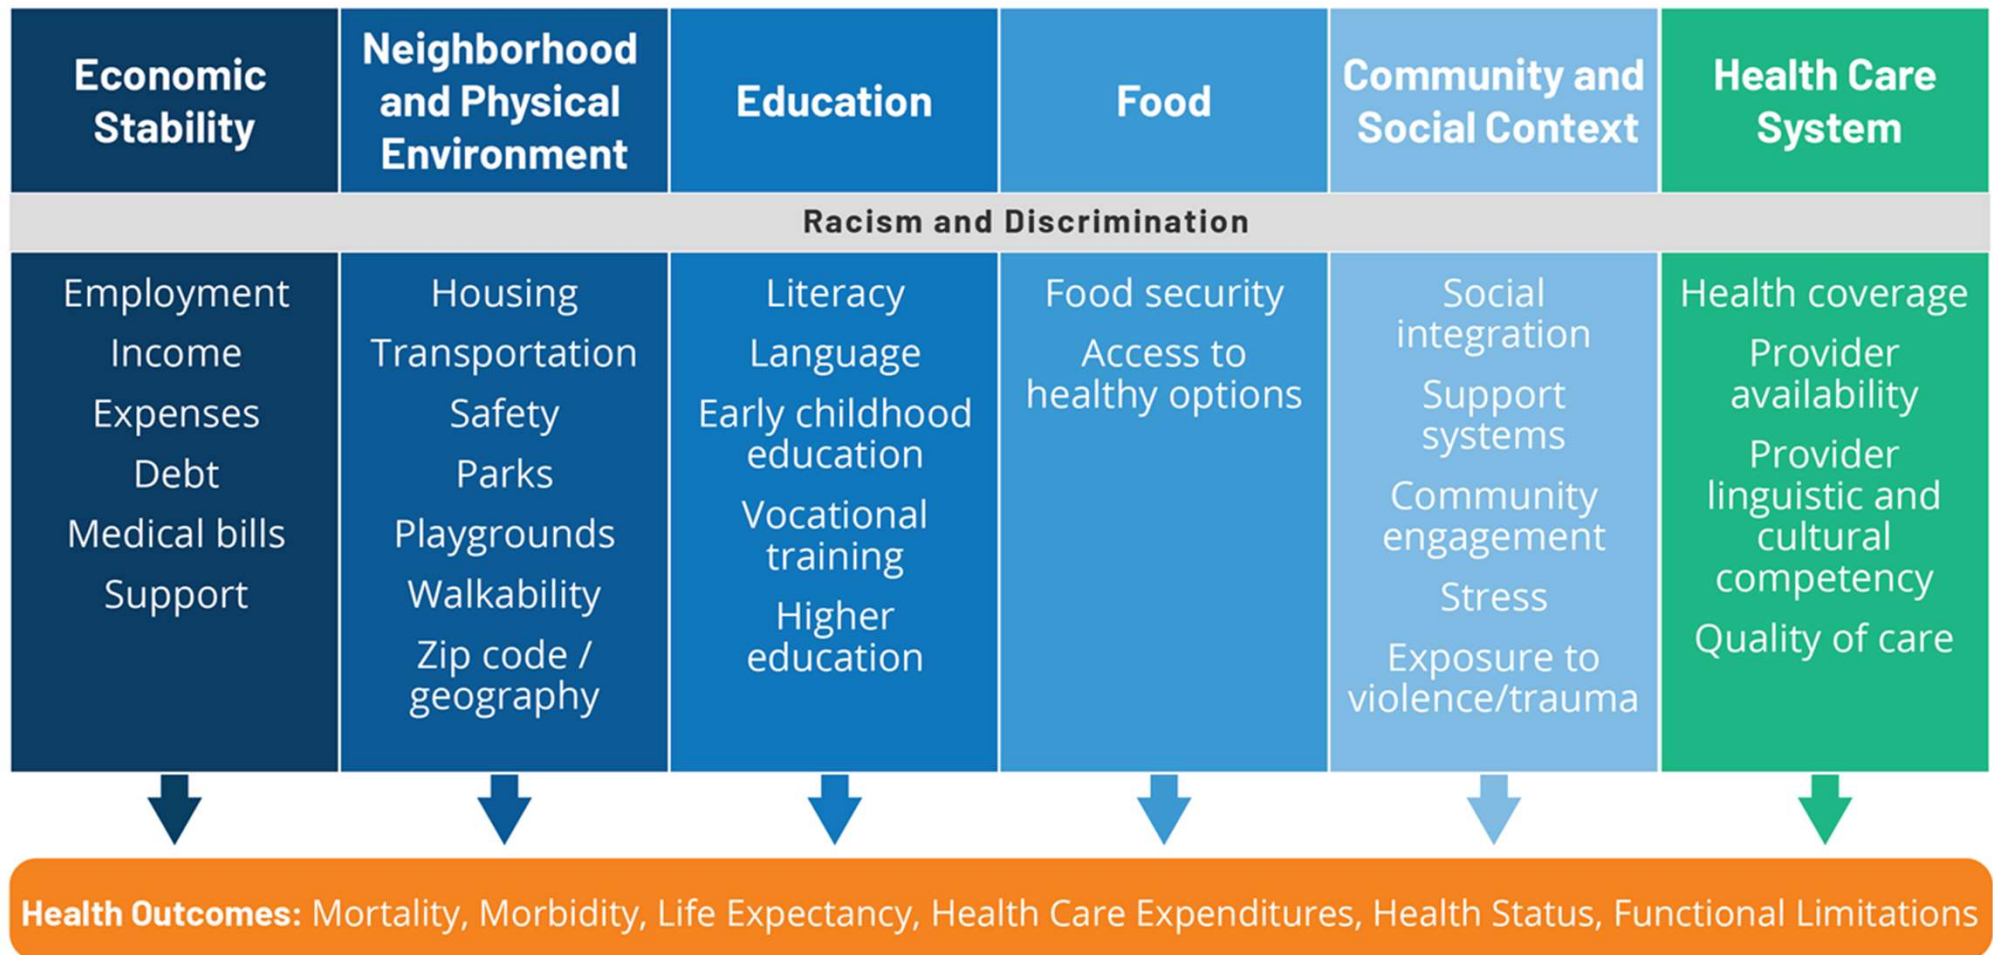 Economic
Stability
Neighborhood
and Physical
Environment
Education
Food
Community and
Social Context
Health Care
System
Racism and Discrimination
Employment
Income
Expenses
Debt
Medical bills
Support
Housing
Transportation
Safety
Parks
Playgrounds
Walkability
Zip code /
geography
Literacy
Language
Early childhood
education
Vocational
training
Higher
education
Food security
Access to
healthy options
Social
integration
Support
systems
Community
engagement
Stress
Exposure to
violence/trauma
Health coverage
Provider
availability
Provider
linguistic and
cultural
competency
Quality of care
Health Outcomes: Mortality, Morbidity, Life Expectancy, Health Care Expenditures, Health Status, Functional Limitations